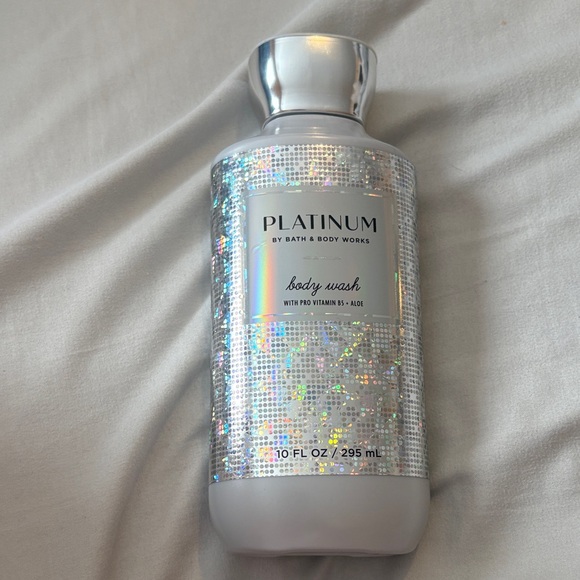 PLATINUM
BY BATH & BODY WORKS
body wash
WITH PRO VITAMIN B5 + ALOE
10 FL OZ / 295 mL